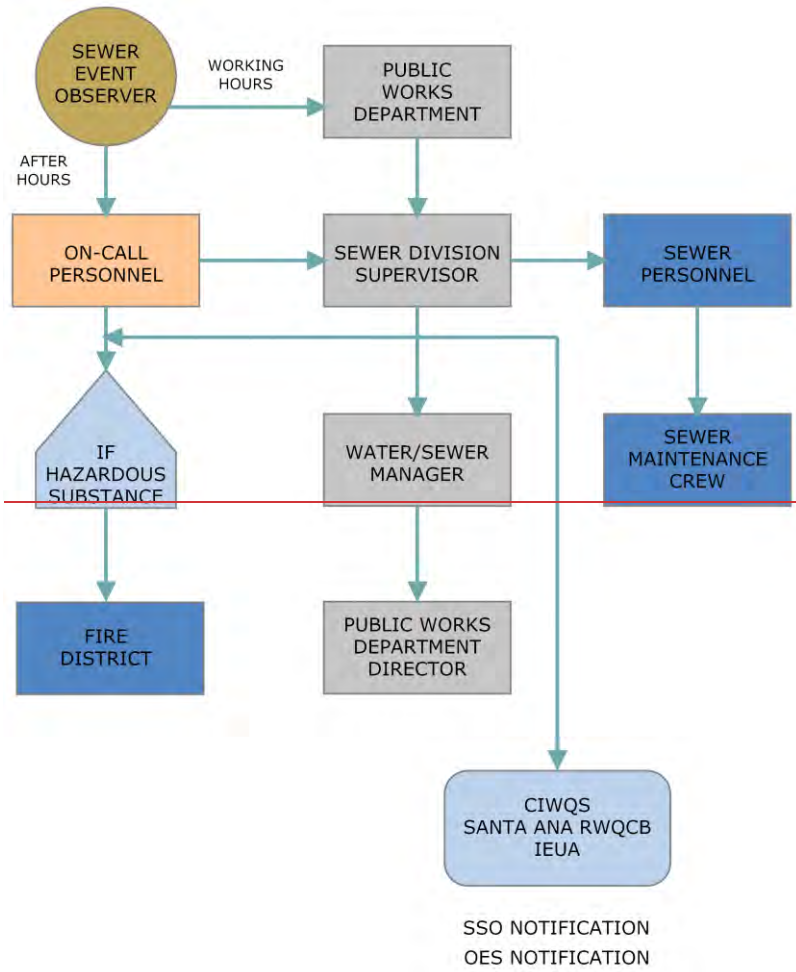 SEWER
EVENT
OBSERVER
WORKING
HOURS
PUBLIC
WORKS
DEPARTMENT
AFTER
HOURS
ON-CALL
PERSONNEL
SEWER DIVISION
SUPERVISOR
SEWER
PERSONNEL
IF
HAZARDOUS
SUBSTANCE
WATER/SEWER
MANAGER
SEWER
MAINTENANCE
CREW
FIRE
DISTRICT
PUBLIC WORKS
DEPARTMENT
DIRECTOR
CIWQS
SANTA ANA RWQCB
IEUA
SSO NOTIFICATION
OES NOTIFICATION